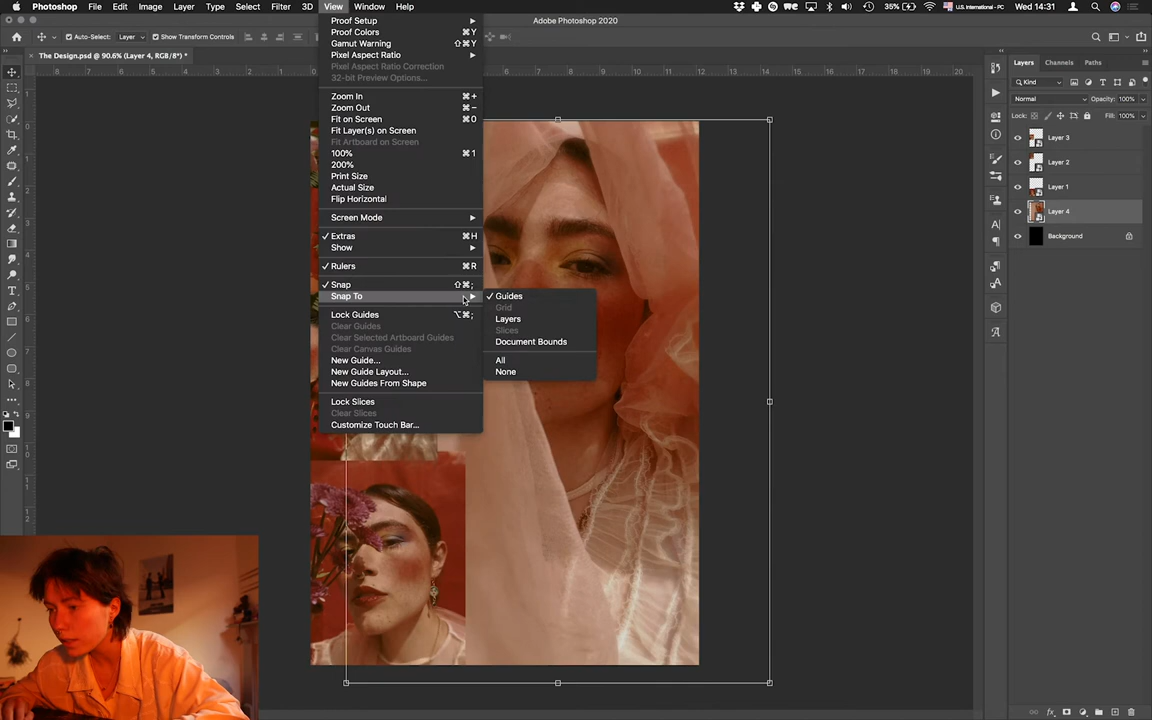 Photoshop File Edit Image Layer Type Select Filter 3D View Window Help 35% U.S. International - PC Wed 14:31
Adobe Photoshop 2020
Auto-Select: Layer Show Transform Controls
The Design.psd @ 90.6% (Layer 4, RGB/8*) *
Proof Setup
Proof Colors ⌘Y
Gamut Warning ⇧⌘Y
Pixel Aspect Ratio
Pixel Aspect Ratio Correction
32-bit Preview Options...
Zoom In ⌘+
Zoom Out ⌘−
Fit on Screen ⌘0
Fit Layer(s) on Screen
Fit Artboard on Screen
100% ⌘1
200%
Print Size
Actual Size
Flip Horizontal
Screen Mode
✓ Extras ⌘H
Show
✓ Rulers ⌘R
✓ Snap ⇧⌘;
Snap To
Lock Guides ⌥⌘;
Clear Guides
Clear Selected Artboard Guides
Clear Canvas Guides
New Guide...
New Guide Layout...
New Guides From Shape
Lock Slices
Clear Slices
Customize Touch Bar...
✓ Guides
Grid
Layers
Slices
Document Bounds
All
None
Layers Channels Paths
Kind
Normal Opacity: 100%
Lock: Fill: 100%
Layer 3
Layer 2
Layer 1
Layer 4
Background